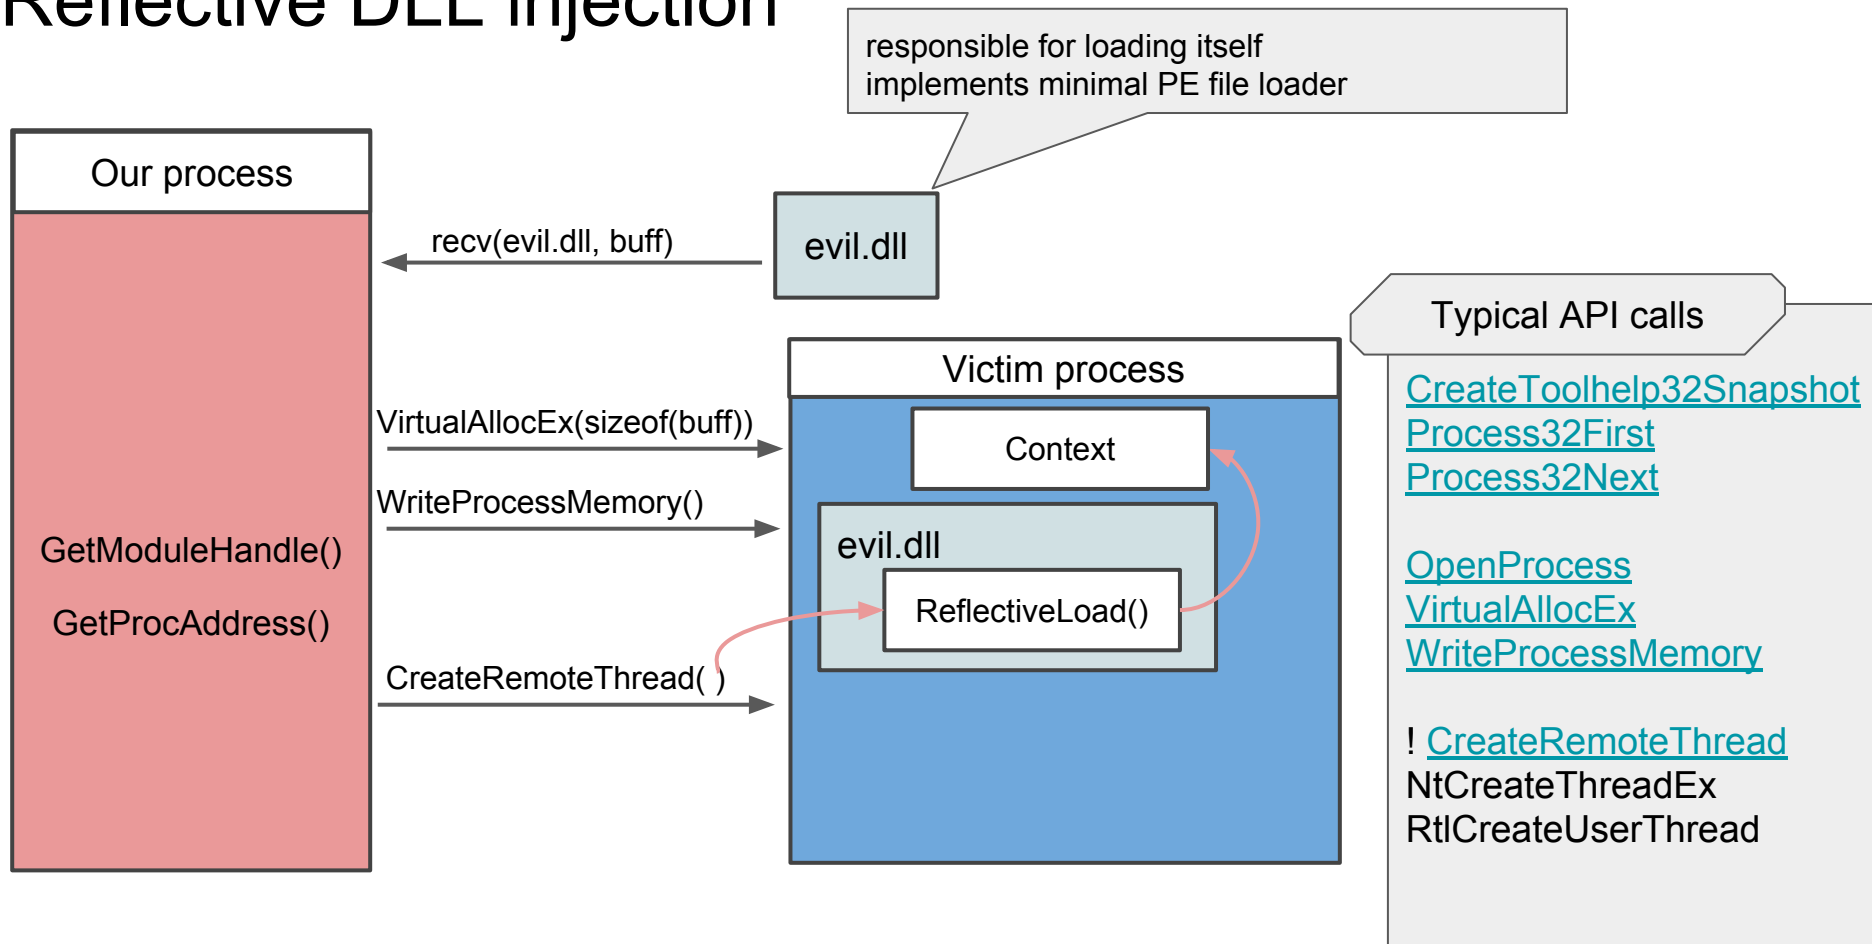 Reflective DLL injection
responsible for loading itself
implements minimal PE file loader
Our process
recv(evil.dll, buff)
evil.dll
Typical API calls
Victim process
VirtualAllocEx(sizeof(buff))
Context
WriteProcessMemory()
evil.dll
GetModuleHandle()
ReflectiveLoad()
GetProcAddress()
CreateRemoteThread( )
CreateToolhelp32Snapshot
Process32First
Process32Next
OpenProcess
VirtualAllocEx
WriteProcessMemory
! CreateRemoteThread
NtCreateThreadEx
RtlCreateUserThread